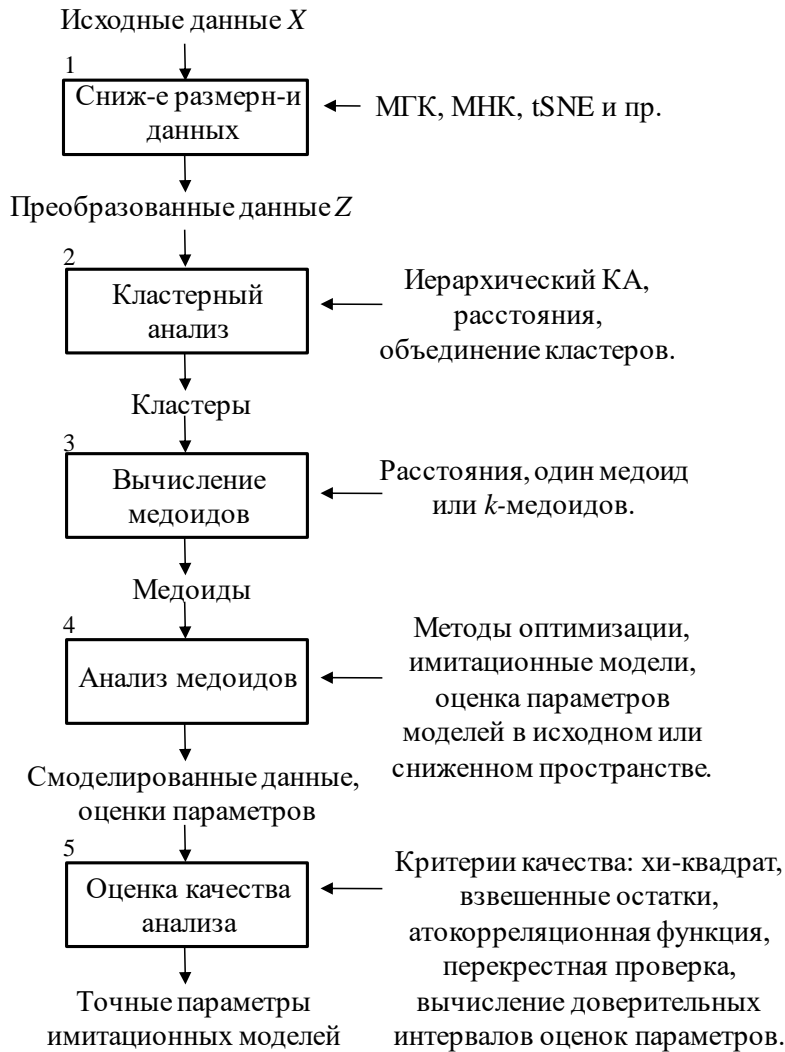 Исходные данные X
1
Сниж-е размерн-и
данных
МГК, МНК, tSNE и пр.
Преобразованные данные Z
2
Кластерный
анализ
Иерархический КА,
расстояния,
объединение кластеров.
Кластеры
3
Вычисление
медоидов
Расстояния, один медоид
или k-медоидов.
Медоиды
4
Анализ медоидов
Методы оптимизации,
имитационные модели,
оценка параметров
моделей в исходном или
сниженном пространстве.
Смоделированные данные,
оценки параметров
5
Оценка качества
анализа
Критерии качества: хи-квадрат,
взвешенные остатки,
атокорреляционная функция,
перекрестная проверка,
вычисление доверительных
интервалов оценок параметров.
Точные параметры
имитационных моделей